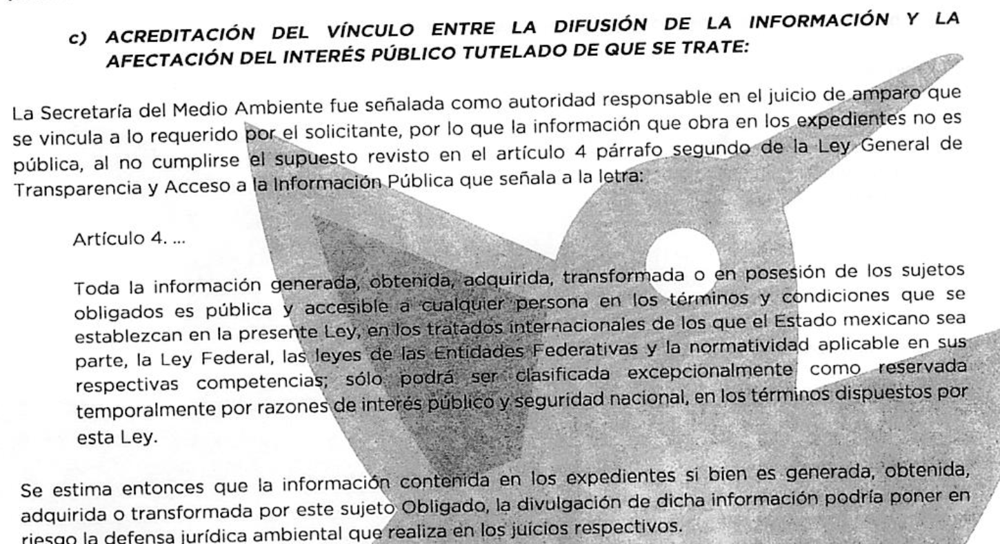 c) ACREDITACIÓN DEL VÍNCULO ENTRE LA DIFUSIÓN DE LA INFORMACIÓN Y LA
AFECTACIÓN DEL INTERÉS PÚBLICO TUTELADO DE QUE SE TRATE:
La Secretaría del Medio Ambiente fue señalada como autoridad responsable en el juicio de amparo que
se vincula a lo requerido por el solicitante, por lo que la información que obra en los expedientes no es
pública, al no cumplirse el supuesto revisto en el artículo 4 párrafo segundo de la Ley General de
Transparencia y Acceso a la Información Pública que señala a la letra:
Artículo 4. ...
Toda la información generada, obtenida, adquirida, transformada o en posesión de los sujetos
obligados es pública y accesible a cualquier persona en los términos y condiciones que se
establezcan en la presente Ley, en los tratados internacionales de los que el Estado mexicano sea
parte, la Ley Federal, las leyes de las Entidades Federativas y la normatividad aplicable en sus
respectivas competencias; sólo podrá ser clasificada excepcionalmente como reservada
temporalmente por razones de interés público y seguridad nacional, en los términos dispuestos por
esta Ley.
Se estima entonces que la información contenida en los expedientes si bien es generada, obtenida,
adquirida o transformada por este sujeto Obligado, la divulgación de dicha información podría poner en
riesgo la defensa jurídica ambiental que realiza en los juicios respectivos.